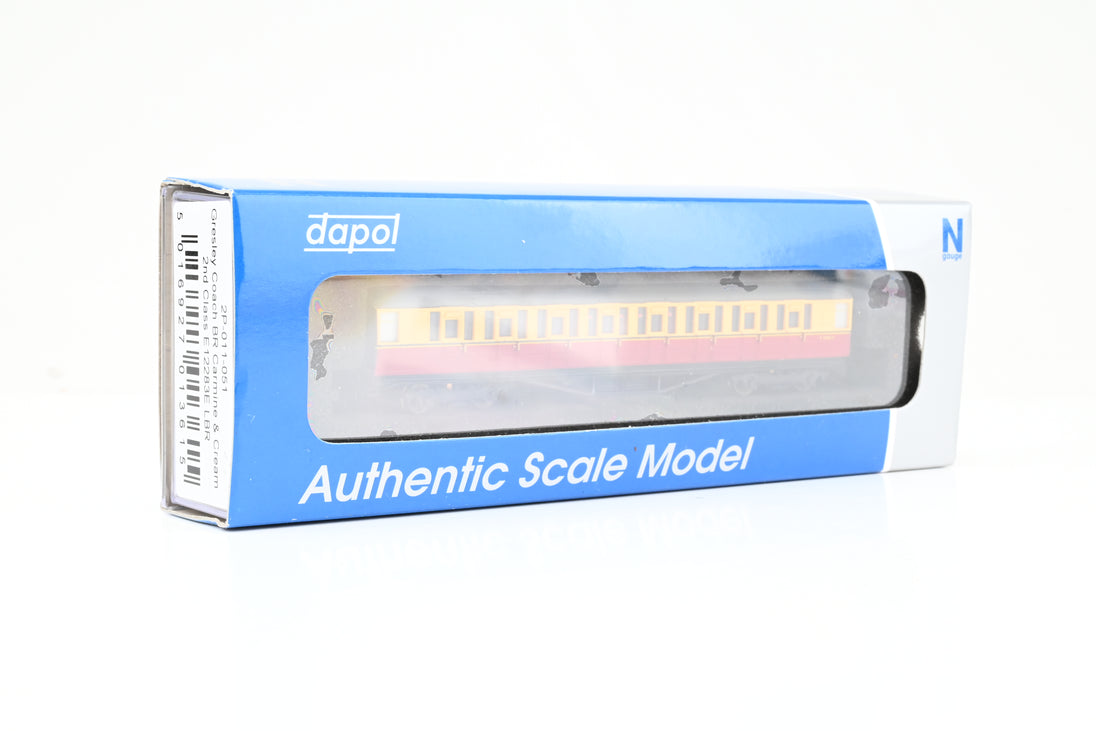 dapol
N
gauge
Authentic Scale Model
2P-011-051
Gresley Coach BR Carmine & Cream
2nd Class E12283E LBR
5 016927 013615